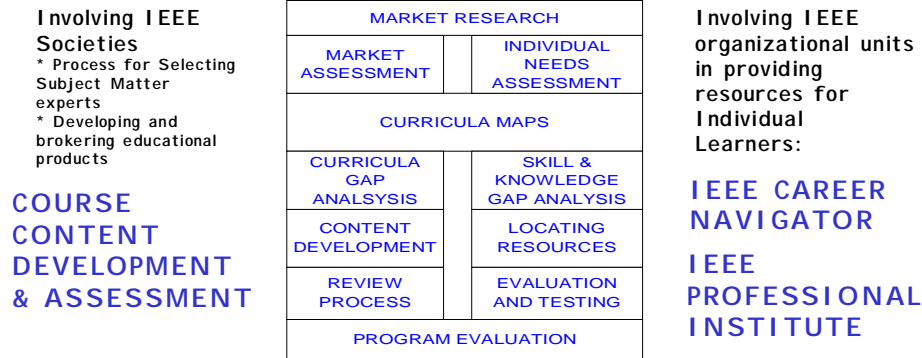 Involving IEEE
Societies
* Process for Selecting
Subject Matter
experts
* Developing and
brokering educational
products
COURSE
CONTENT
DEVELOPMENT
& ASSESSMENT
MARKET RESEARCH
MARKET
ASSESSMENT
INDIVIDUAL
NEEDS
ASSESSMENT
CURRICULA MAPS
CURRICULA
GAP
ANALSYSIS
SKILL &
KNOWLEDGE
GAP ANALYSIS
CONTENT
DEVELOPMENT
LOCATING
RESOURCES
REVIEW
PROCESS
EVALUATION
AND TESTING
PROGRAM EVALUATION
Involving IEEE
organizational units
in providing
resources for
Individual
Learners:
IEEE CAREER
NAVIGATOR
IEEE
PROFESSIONAL
INSTITUTE